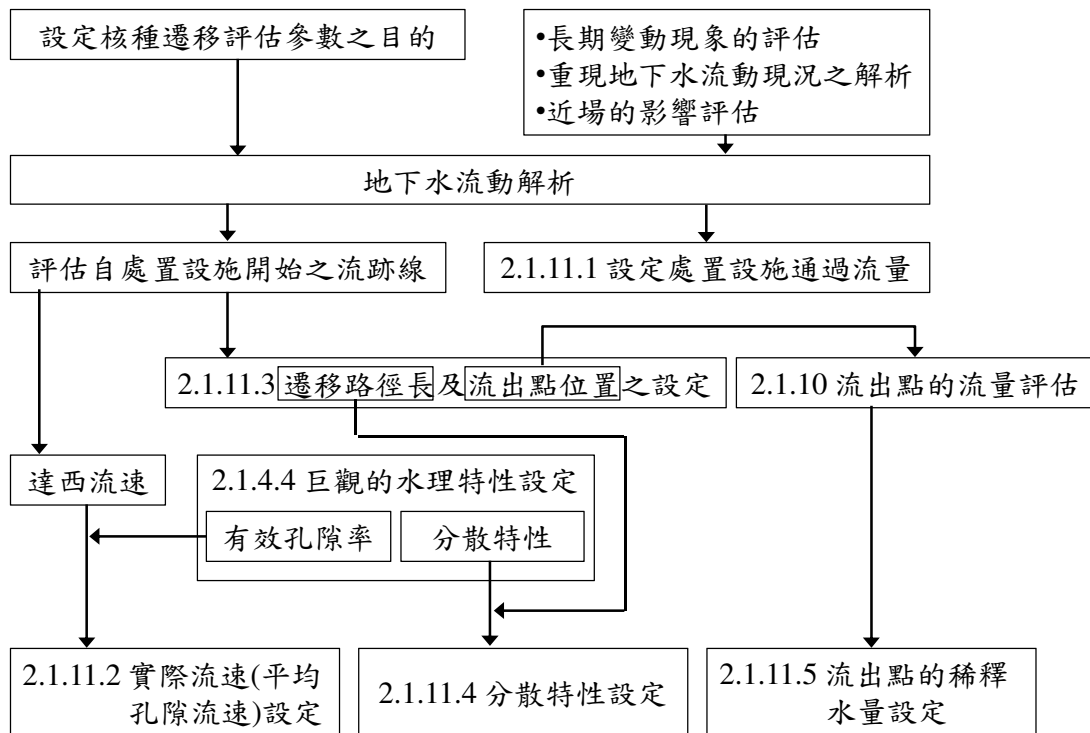 設定核種遷移評估參數之目的
•長期變動現象的評估
•重現地下水流動現況之解析
•近場的影響評估
地下水流動解析
評估自處置設施開始之流跡線
2.1.11.1 設定處置設施通過流量
2.1.11.3 遷移路徑長及流出點位置之設定
2.1.10 流出點的流量評估
達西流速
2.1.4.4 巨觀的水理特性設定
有效孔隙率
分散特性
2.1.11.2 實際流速(平均
孔隙流速)設定
2.1.11.4 分散特性設定
2.1.11.5 流出點的稀釋
水量設定